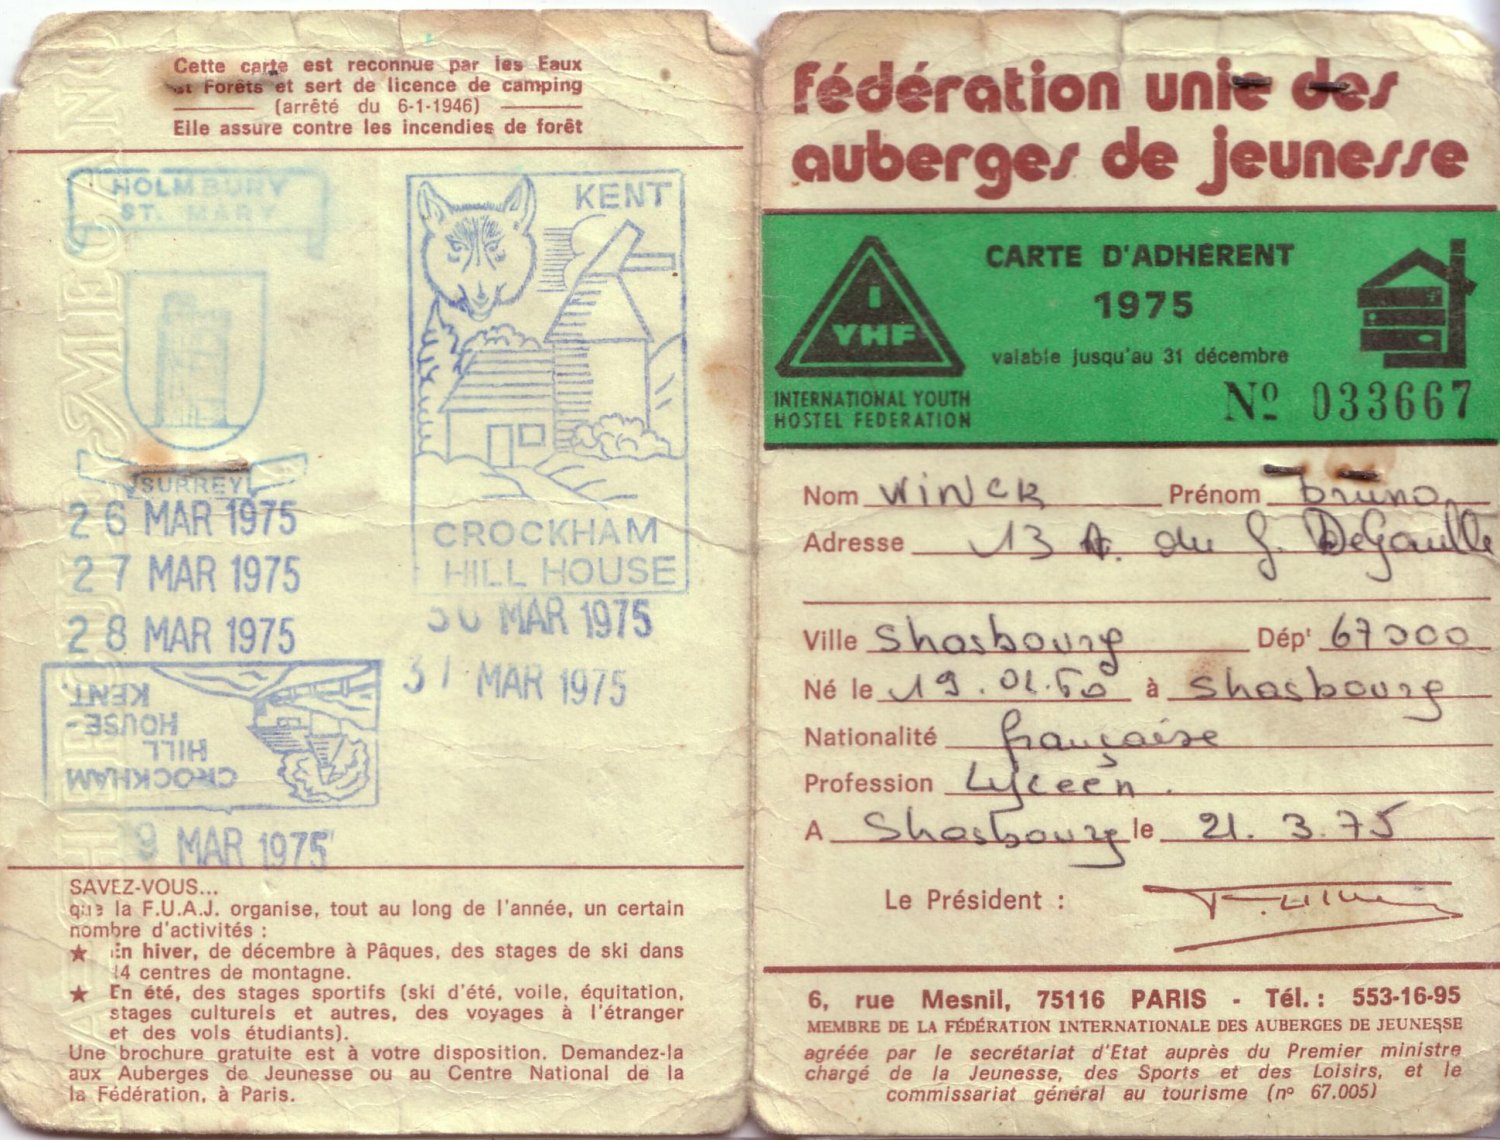 Cette carte est reconnue par les Eaux
et Forêts et sert de licence de camping
(arrêté du 6-1-1946)
Elle assure contre les incendies de forêt
HOLMBURY
ST. MARY
SURREY
26 MAR 1975
27 MAR 1975
28 MAR 1975
KENT
CROCKHAM
HILL HOUSE
30 MAR 1975
31 MAR 1975
CROCKHAM
HILL
HOUSE-
KENT.
9 MAR 1975
SAVEZ-VOUS...
que la F.U.A.J. organise, tout au long de l'année, un certain
nombre d'activités :
★ En hiver, de décembre à Pâques, des stages de ski dans
14 centres de montagne.
★ En été, des stages sportifs (ski d'été, voile, équitation,
stages culturels et autres, des voyages à l'étranger
et des vols étudiants).
Une brochure gratuite est à votre disposition. Demandez-la
aux Auberges de Jeunesse ou au Centre National de la
la Fédération, à Paris.
fédération unie des
auberges de jeunesse
I
YHF
INTERNATIONAL YOUTH
HOSTEL FEDERATION
CARTE D'ADHERENT
1975
valable jusqu'au 31 décembre
Nº 033667
Nom WINCK Prénom bruno
Adresse 13 du G. DeGaulle
Ville Strasbourg Dépt 67000
Né le 19. 60 à Strasbourg
Nationalité française
Profession Lycéen.
A Strasbourg le 21. 3. 75
Le Président :
6, rue Mesnil, 75116 PARIS - Tél. : 553-16-95
MEMBRE DE LA FÉDÉRATION INTERNATIONALE DES AUBERGES DE JEUNESSE
agréée par le secrétariat d'Etat auprès du Premier ministre
chargé de la Jeunesse, des Sports et des Loisirs, et le
commissariat général au tourisme (nº 67.005)